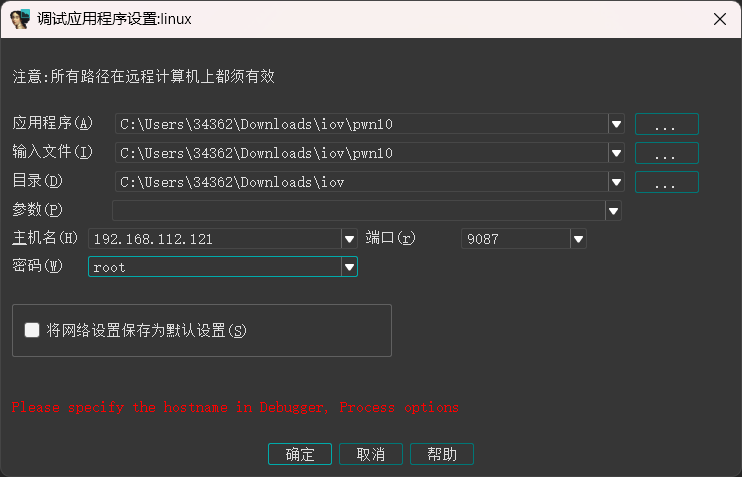 调试应用程序设置:linux
注意:所有路径在远程计算机上都须有效
应用程序(A) C:\Users\34362\Downloads\iov\pwn10 ...
输入文件(I) C:\Users\34362\Downloads\iov\pwn10 ...
目录(D) C:\Users\34362\Downloads\iov ...
参数(P)
主机名(H) 192.168.112.121 端口(r) 9087
密码(W) root
将网络设置保存为默认设置(S)
Please specify the hostname in Debugger, Process options
确定 取消 帮助